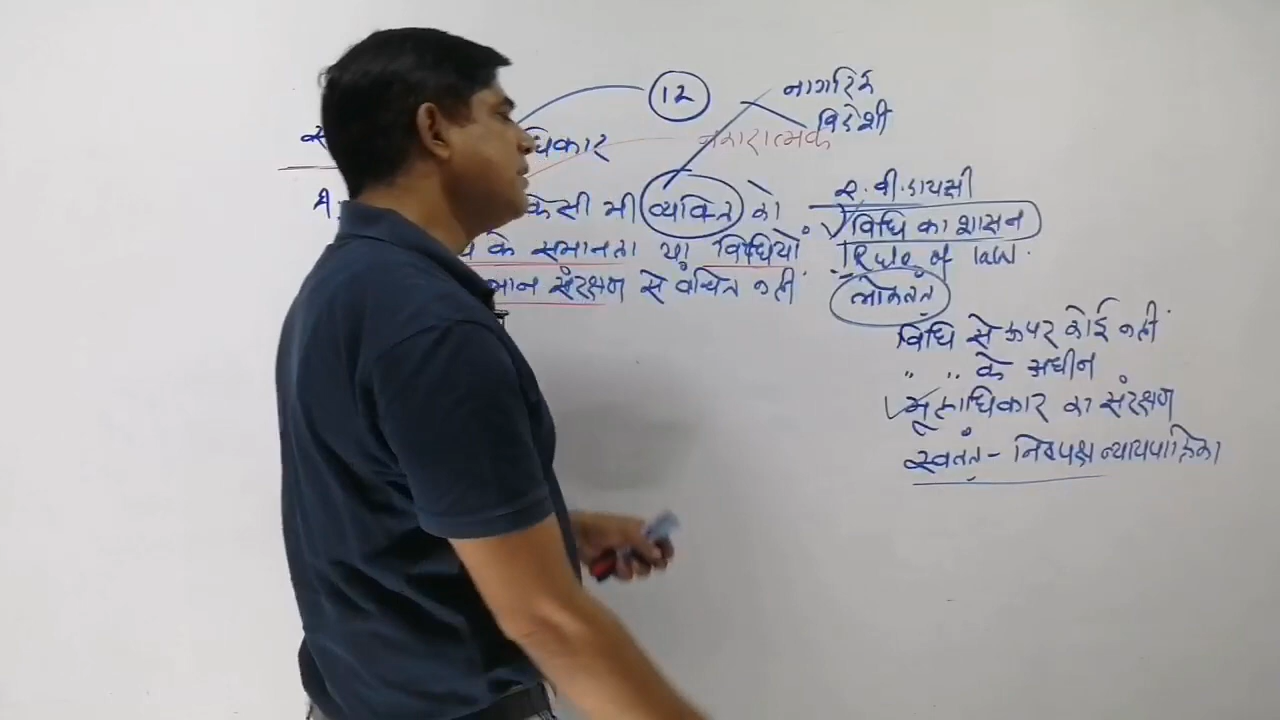 12
नागरिक
विदेशी
धिकार
नकारात्मक
किसी भी व्यक्ति को
के समानता या विधियों
मान संरक्षण से वंचित नहीं
ए. वी. डायसी
विधि का शासन
Rule of law.
लोकतंत्र
विधि से ऊपर कोई नहीं
" " के अधीन
मूलाधिकार का संरक्षण
स्वतंत्र - निष्पक्ष न्यायपालिका